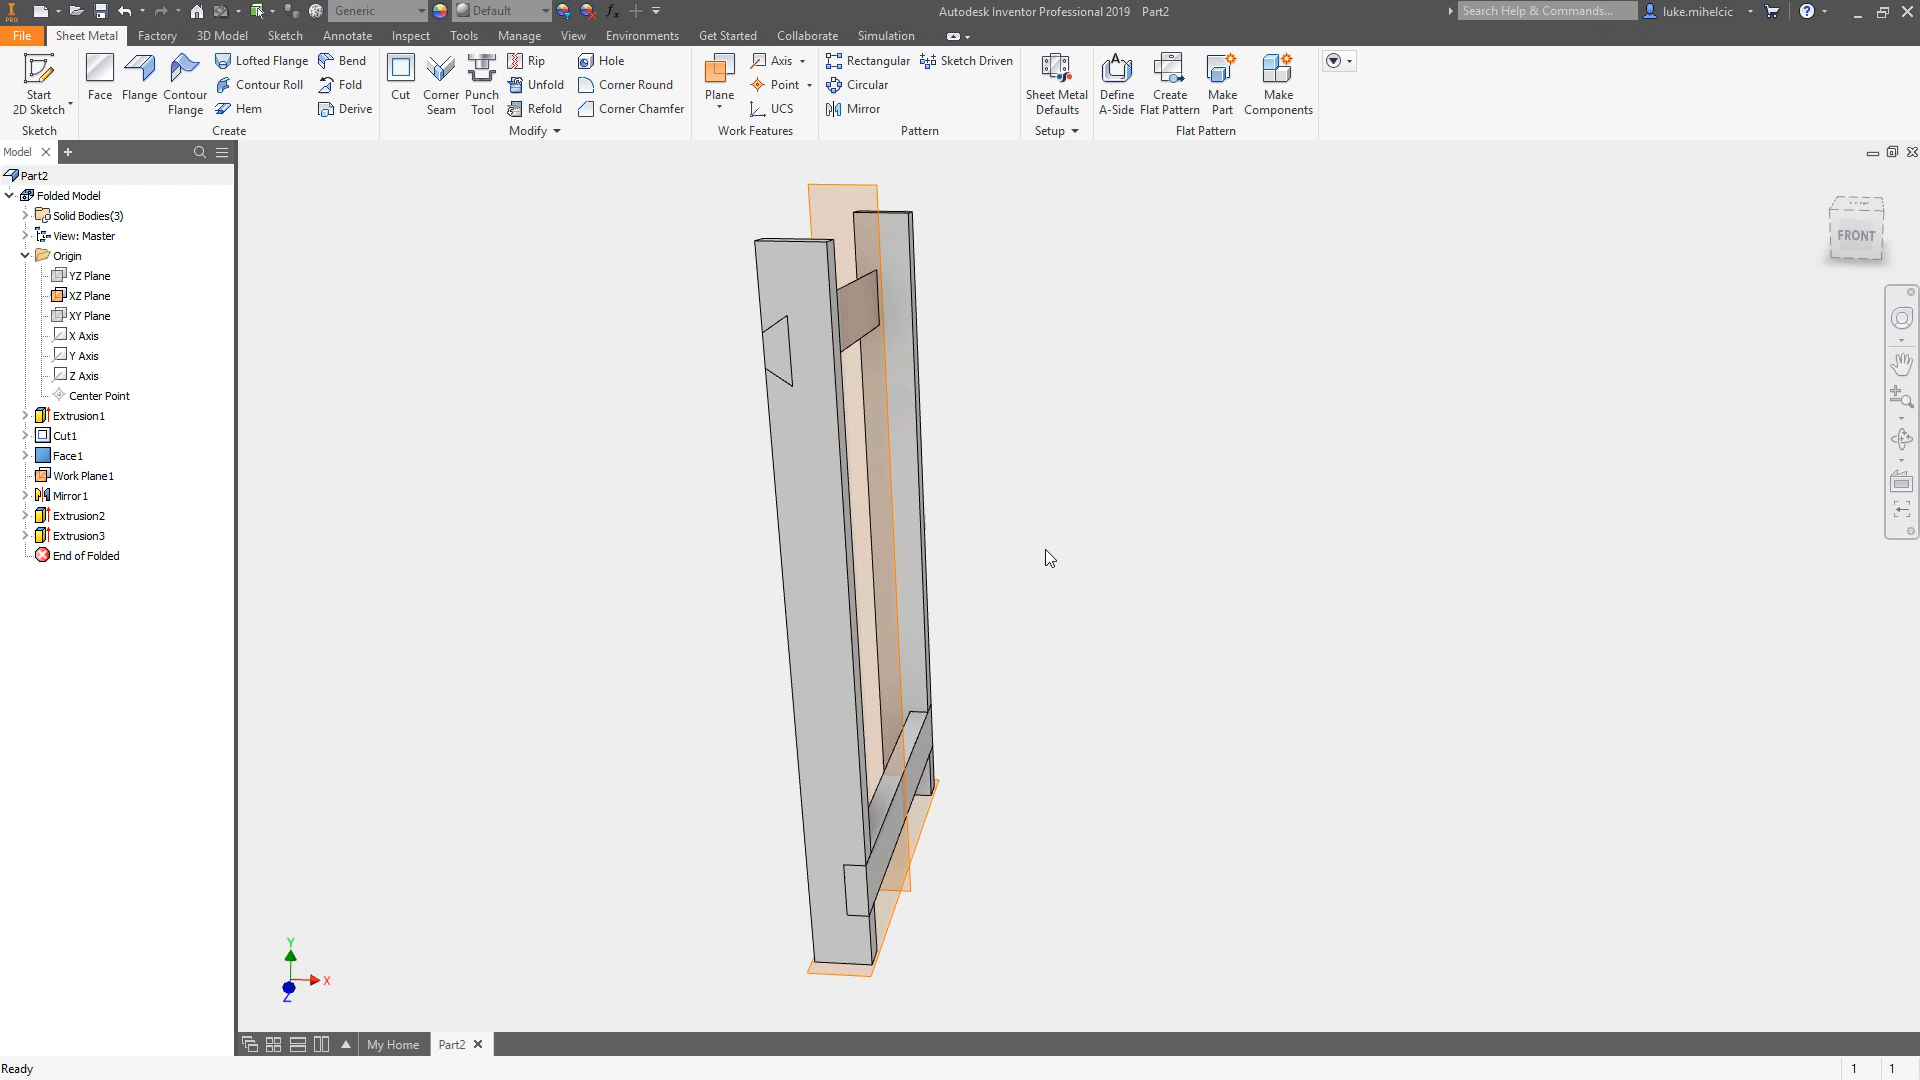 PRO
Generic
Default
Autodesk Inventor Professional 2019 Part2
Search Help & Commands...
luke.mihelcic
File
Sheet Metal
Factory
3D Model
Sketch
Annotate
Inspect
Tools
Manage
View
Environments
Get Started
Collaborate
Simulation
Start
2D Sketch
Sketch
Face
Flange
Contour
Flange
Lofted Flange
Contour Roll
Hem
Bend
Fold
Derive
Create
Cut
Corner
Seam
Punch
Tool
Rip
Unfold
Refold
Hole
Corner Round
Corner Chamfer
Modify
Plane
Axis
Point
UCS
Work Features
Rectangular
Circular
Mirror
Sketch Driven
Pattern
Sheet Metal
Defaults
Setup
Define
A-Side
Create
Flat Pattern
Make
Part
Make
Components
Flat Pattern
Model
Part2
Folded Model
Solid Bodies(3)
View: Master
Origin
YZ Plane
XZ Plane
XY Plane
X Axis
Y Axis
Z Axis
Center Point
Extrusion1
Cut1
Face1
Work Plane1
Mirror1
Extrusion2
Extrusion3
End of Folded
TOP
FRONT
Y
X
Z
My Home
Part2
Ready
1
1